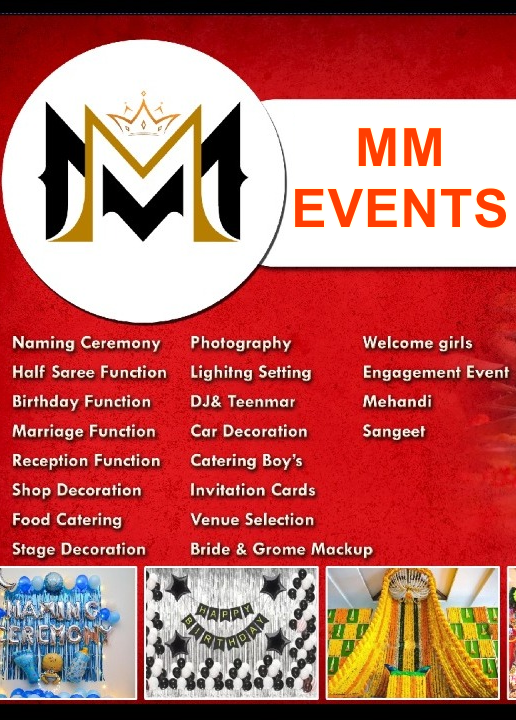 MM
EVENTS
Naming Ceremony
Half Saree Function
Birthday Function
Marriage Function
Reception Function
Shop Decoration
Food Catering
Stage Decoration
Photography
Lighitng Setting
DJ& Teenmar
Car Decoration
Catering Boy's
Invitation Cards
Venue Selection
Bride & Grome Mackup
Welcome girls
Engagement Event
Mehandi
Sangeet
NAMING
CEREMONY
HAPPY
BIRTHDAY